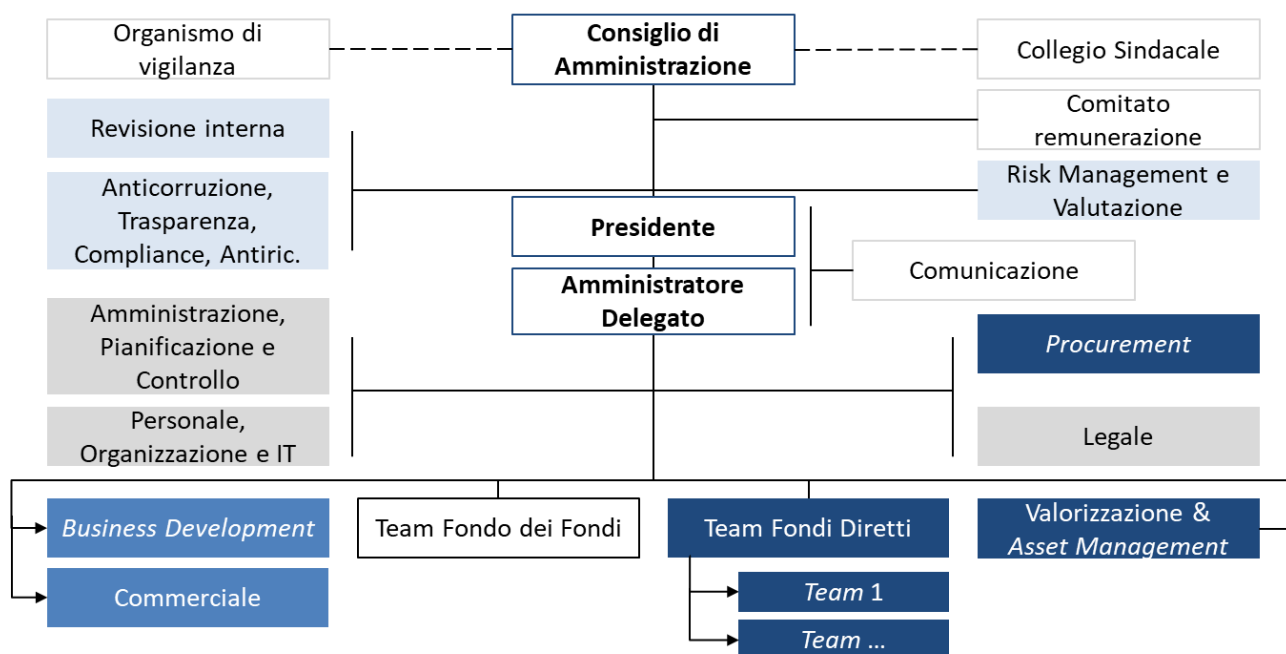 Organismo di
vigilanza
Consiglio di
Amministrazione
Collegio Sindacale
Revisione interna
Comitato
remunerazione
Anticorruzione,
Trasparenza,
Compliance, Antiric.
Risk Management e
Valutazione
Presidente
Comunicazione
Amministratore
Delegato
Amministrazione,
Pianificazione e
Controllo
Procurement
Personale,
Organizzazione e IT
Legale
Business Development
Team Fondo dei Fondi
Team Fondi Diretti
Valorizzazione &
Asset Management
Commerciale
Team 1
Team ...